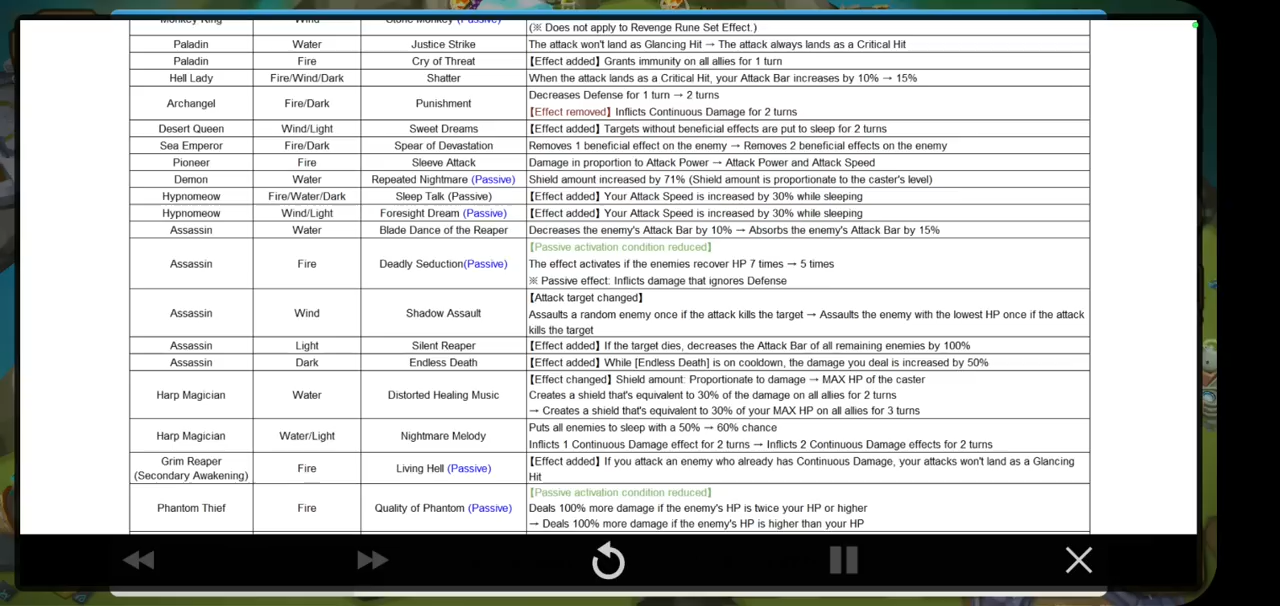 Monkey King Wind Stone Monkey (Passive)
(※ Does not apply to Revenge Rune Set Effect.)
Paladin Water Justice Strike The attack won't land as Glancing Hit → The attack always lands as a Critical Hit
Paladin Fire Cry of Threat 【Effect added】 Grants immunity on all allies for 1 turn
Hell Lady Fire/Wind/Dark Shatter When the attack lands as a Critical Hit, your Attack Bar increases by 10% → 15%
Archangel Fire/Dark Punishment Decreases Defense for 1 turn → 2 turns
【Effect removed】 Inflicts Continuous Damage for 2 turns
Desert Queen Wind/Light Sweet Dreams 【Effect added】 Targets without beneficial effects are put to sleep for 2 turns
Sea Emperor Fire/Dark Spear of Devastation Removes 1 beneficial effect on the enemy → Removes 2 beneficial effects on the enemy
Pioneer Fire Sleeve Attack Damage in proportion to Attack Power → Attack Power and Attack Speed
Demon Water Repeated Nightmare (Passive) Shield amount increased by 71% (Shield amount is proportionate to the caster's level)
Hypnomeow Fire/Water/Dark Sleep Talk (Passive) 【Effect added】 Your Attack Speed is increased by 30% while sleeping
Hypnomeow Wind/Light Foresight Dream (Passive) 【Effect added】 Your Attack Speed is increased by 30% while sleeping
Assassin Water Blade Dance of the Reaper Decreases the enemy's Attack Bar by 10% → Absorbs the enemy's Attack Bar by 15%
Assassin Fire Deadly Seduction(Passive) 【Passive activation condition reduced】
The effect activates if the enemies recover HP 7 times → 5 times
※ Passive effect: Inflicts damage that ignores Defense
Assassin Wind Shadow Assault 【Attack target changed】
Assaults a random enemy once if the attack kills the target → Assaults the enemy with the lowest HP once if the attack
kills the target
Assassin Light Silent Reaper 【Effect added】 If the target dies, decreases the Attack Bar of all remaining enemies by 100%
Assassin Dark Endless Death 【Effect added】 While [Endless Death] is on cooldown, the damage you deal is increased by 50%
Harp Magician Water Distorted Healing Music 【Effect changed】 Shield amount: Proportionate to damage → MAX HP of the caster
Creates a shield that's equivalent to 30% of the damage on all allies for 2 turns
→ Creates a shield that's equivalent to 30% of your MAX HP on all allies for 3 turns
Harp Magician Water/Light Nightmare Melody Puts all enemies to sleep with a 50% → 60% chance
Inflicts 1 Continuous Damage effect for 2 turns → Inflicts 2 Continuous Damage effects for 2 turns
Grim Reaper
(Secondary Awakening) Fire Living Hell (Passive) 【Effect added】 If you attack an enemy who already has Continuous Damage, your attacks won't land as a Glancing
Hit
Phantom Thief Fire Quality of Phantom (Passive) 【Passive activation condition reduced】
Deals 100% more damage if the enemy's HP is twice your HP or higher
→ Deals 100% more damage if the enemy's HP is higher than your HP